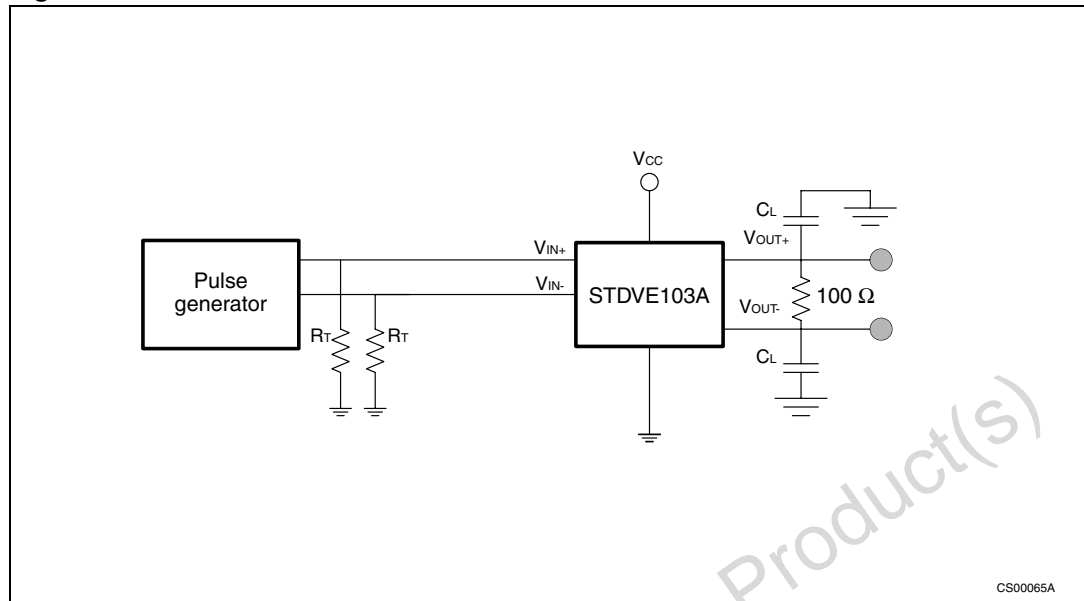 Pulse
generator
RT
RT
VIN+
VIN-
VCC
STDVE103A
CL
VOUT+
100 Ω
VOUT-
CL
Product(s)
CS00065A